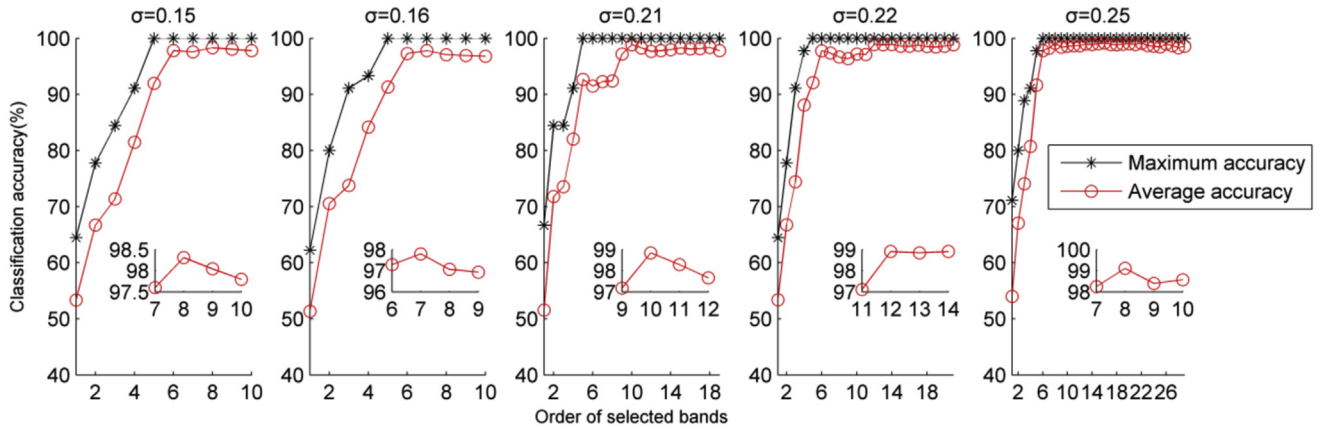 σ=0.15 σ=0.16 σ=0.21 σ=0.22 σ=0.25
Classification accuracy(%)
100 100 100 100 100
90 90 90 90 90
80 80 80 80 80
70 70 70 70 70
60 60 60 60 60
50 50 50 50 50
40 40 40 40 40
Maximum accuracy
Average accuracy
98.5
98
97.5
7 8 9 10
98
97
96
6 7 8 9
99
98
97
9 10 11 12
99
98
97
11 12 13 14
100
99
98
7 8 9 10
2 4 6 8 10
2 4 6 8 10
2 6 10 14 18
2 6 10 14 18
2 6 10 14 18 22 26
Order of selected bands